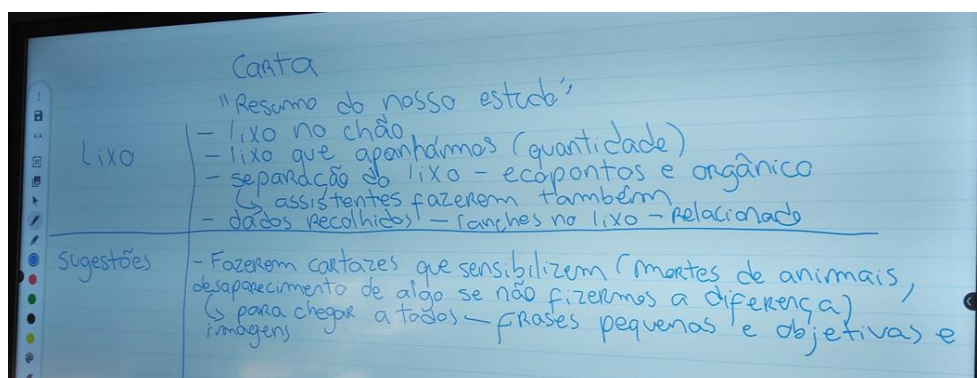 Carta
"Resumo do nosso estudo"
Lixo
- lixo no chão
- lixo que apanhámos (quantidade)
- separacção do lixo - ecopontos e orgânico
↳ assistentes fazerem também
- dados recolhidos - lanches no lixo - relacionado
Sugestões
- Fazerem cartazes que sensibilizem (mortes de animais,
desaparecimento de algo se não fizermos a diferença)
↳ para chegar a todos - frases pequenas e objetivas e
imagens